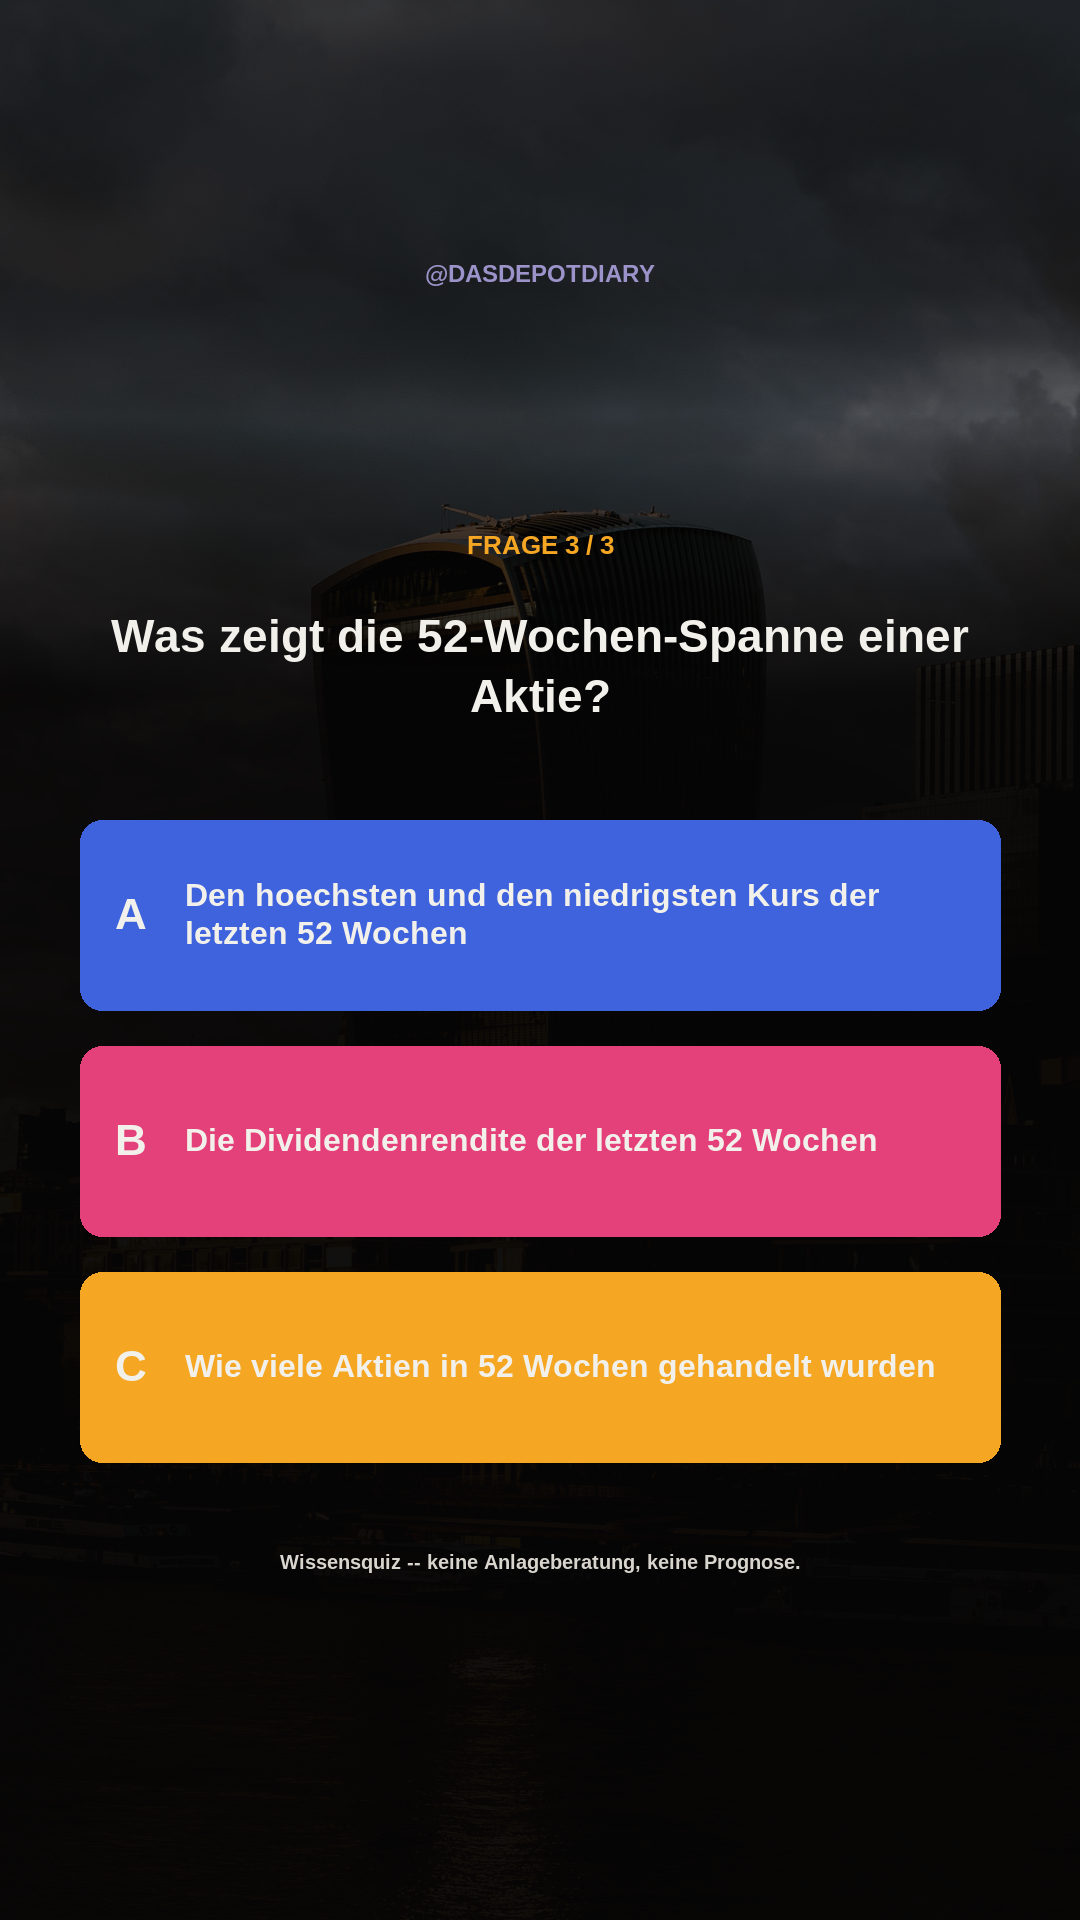 @DASDEPOTDIARY
FRAGE 3 / 3
Was zeigt die 52-Wochen-Spanne einer
Aktie?
A
Den hoechsten und den niedrigsten Kurs der
letzten 52 Wochen
B
Die Dividendenrendite der letzten 52 Wochen
C
Wie viele Aktien in 52 Wochen gehandelt wurden
Wissensquiz -- keine Anlageberatung, keine Prognose.